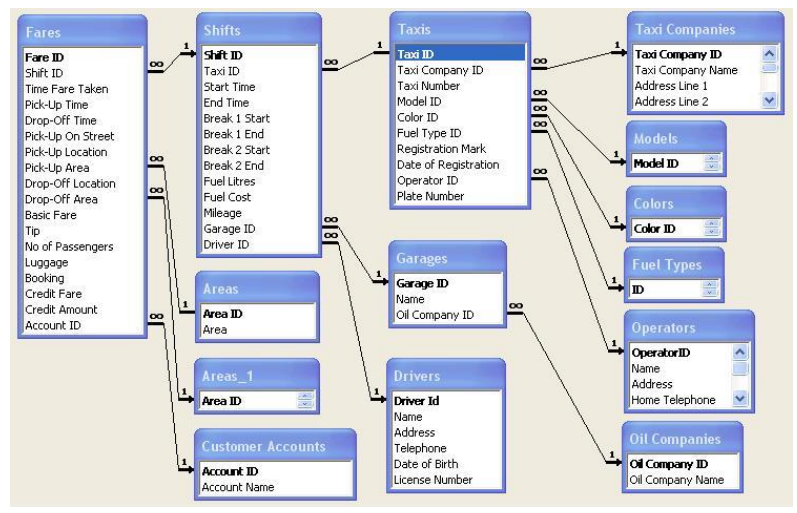 Fares
Fare ID
Shift ID
Time Fare Taken
Pick-Up Time
Drop-Off Time
Pick-Up On Street
Pick-Up Location
Pick-Up Area
Drop-Off Location
Drop-Off Area
Basic Fare
Tip
No of Passengers
Luggage
Booking
Credit Fare
Credit Amount
Account ID
∞
∞
∞
∞
Shifts
1
Shift ID
Taxi ID
Start Time
End Time
Break 1 Start
Break 1 End
Break 2 Start
Break 2 End
Fuel Litres
Fuel Cost
Mileage
Garage ID
Driver ID
∞
∞
∞
Areas
1
Area ID
Area
Areas_1
1
Area ID
Customer Accounts
1
Account ID
Account Name
Taxis
1
Taxi ID
Taxi Company ID
Taxi Number
Model ID
Color ID
Fuel Type ID
Registration Mark
Date of Registration
Operator ID
Plate Number
∞
∞
∞
∞
∞
Garages
1
Garage ID
Name
Oil Company ID
∞
Drivers
1
Driver Id
Name
Address
Telephone
Date of Birth
License Number
Taxi Companies
1
Taxi Company ID
Taxi Company Name
Address Line 1
Address Line 2
Models
1
Model ID
Colors
1
Color ID
Fuel Types
1
ID
Operators
1
OperatorID
Name
Address
Home Telephone
Oil Companies
1
Oil Company ID
Oil Company Name